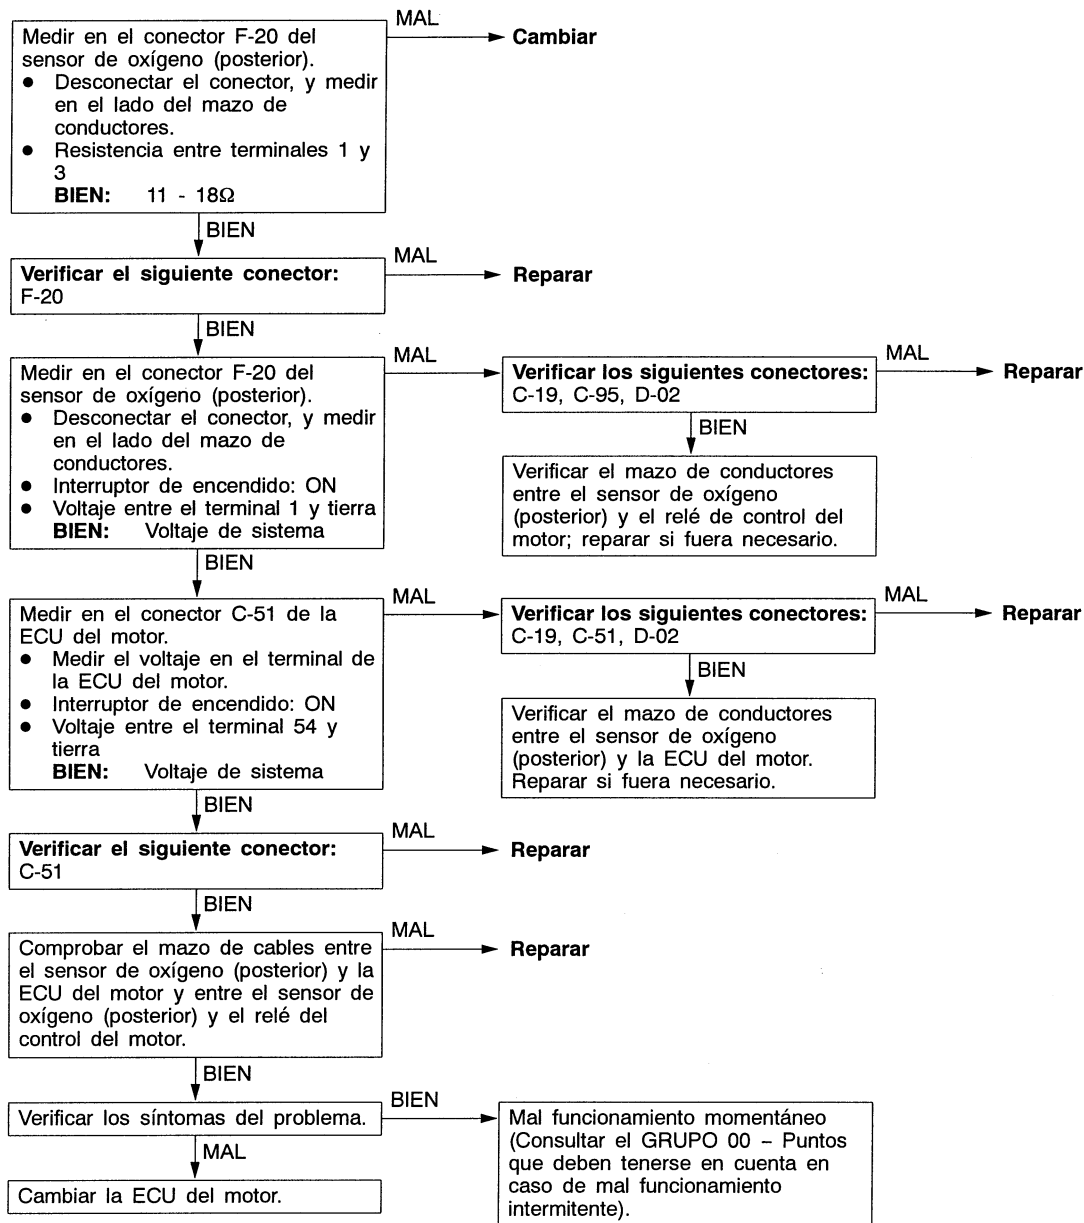 Medir en el conector F-20 del
sensor de oxígeno (posterior).
● Desconectar el conector, y medir
en el lado del mazo de
conductores.
● Resistencia entre terminales 1 y
3
BIEN: 11 - 18Ω
MAL
Cambiar
BIEN
Verificar el siguiente conector:
F-20
MAL
Reparar
BIEN
Medir en el conector F-20 del
sensor de oxígeno (posterior).
● Desconectar el conector, y medir
en el lado del mazo de
conductores.
● Interruptor de encendido: ON
● Voltaje entre el terminal 1 y tierra
BIEN: Voltaje de sistema
MAL
Verificar los siguientes conectores:
C-19, C-95, D-02
MAL
Reparar
BIEN
Verificar el mazo de conductores
entre el sensor de oxígeno
(posterior) y el relé de control del
motor; reparar si fuera necesario.
BIEN
Medir en el conector C-51 de la
ECU del motor.
● Medir el voltaje en el terminal de
la ECU del motor.
● Interruptor de encendido: ON
● Voltaje entre el terminal 54 y
tierra
BIEN: Voltaje de sistema
MAL
Verificar los siguientes conectores:
C-19, C-51, D-02
MAL
Reparar
BIEN
Verificar el mazo de conductores
entre el sensor de oxígeno
(posterior) y la ECU del motor.
Reparar si fuera necesario.
BIEN
Verificar el siguiente conector:
C-51
MAL
Reparar
BIEN
Comprobar el mazo de cables entre
el sensor de oxígeno (posterior) y la
ECU del motor y entre el sensor de
oxígeno (posterior) y el relé del
control del motor.
MAL
Reparar
BIEN
Verificar los síntomas del problema.
BIEN
Mal funcionamiento momentáneo
(Consultar el GRUPO 00 – Puntos
que deben tenerse en cuenta en
caso de mal funcionamiento
intermitente).
MAL
Cambiar la ECU del motor.